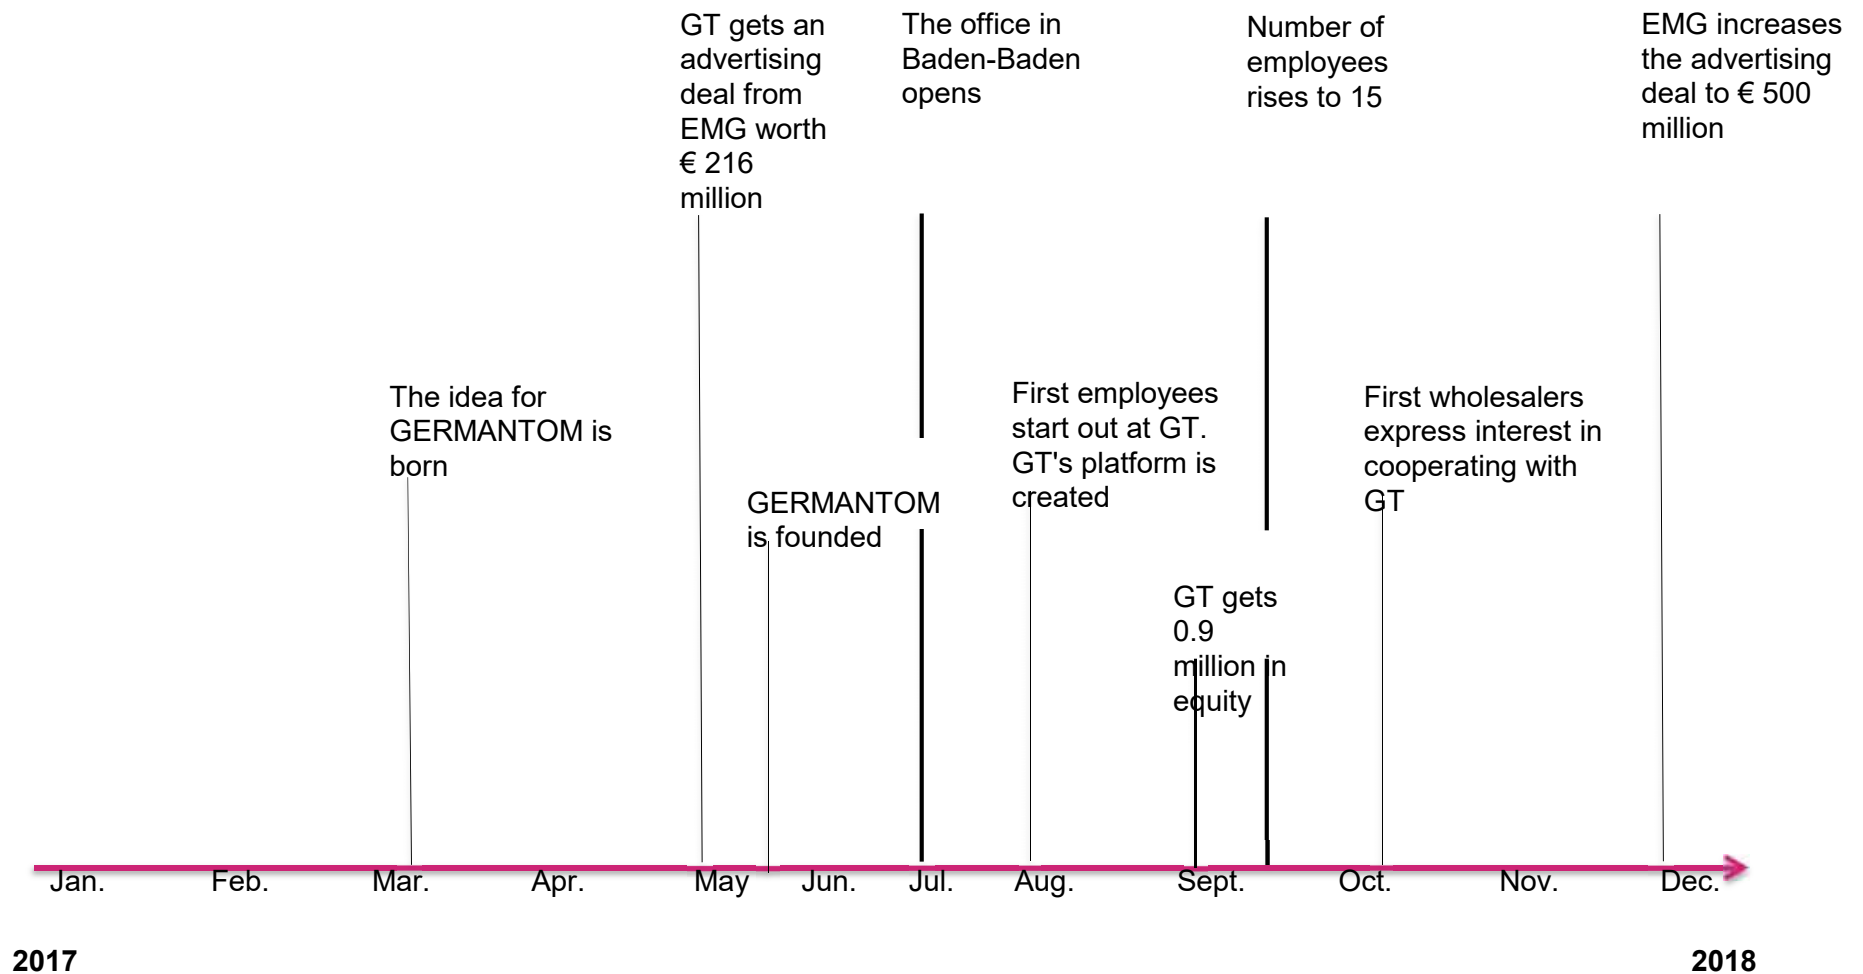 GT gets an
advertising
deal from
EMG worth
€ 216
million
The office in
Baden-Baden
opens
Number of
employees
rises to 15
EMG increases
the advertising
deal to € 500
million
The idea for
GERMANTOM is
born
GERMANTOM
is founded
First employees
start out at GT.
GT's platform is
created
First wholesalers
express interest in
cooperating with
GT
GT gets
0.9
million in
equity
Jan. Feb. Mar. Apr. May Jun. Jul. Aug. Sept. Oct. Nov. Dec.
2017 2018